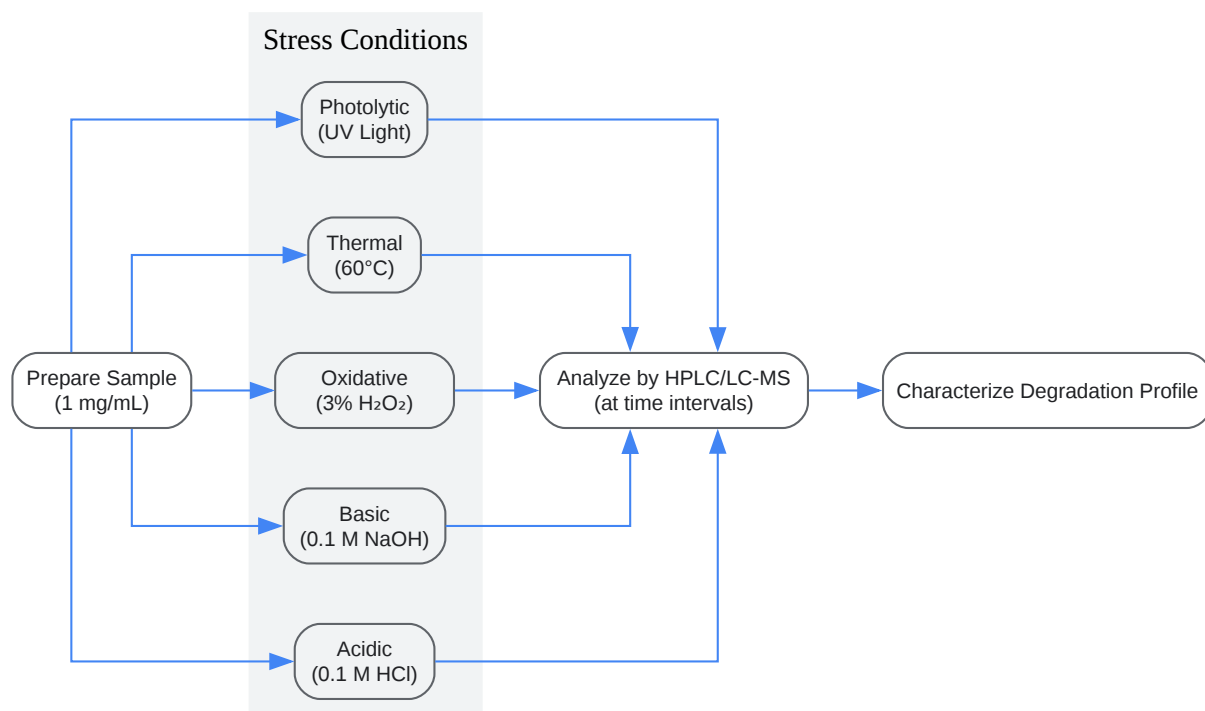 Stress Conditions
Photolytic
(UV Light)
Thermal
(60°C)
Prepare Sample
(1 mg/mL)
Oxidative
(3% H₂O₂)
Analyze by HPLC/LC-MS
(at time intervals)
Characterize Degradation Profile
Basic
(0.1 M NaOH)
Acidic
(0.1 M HCl)